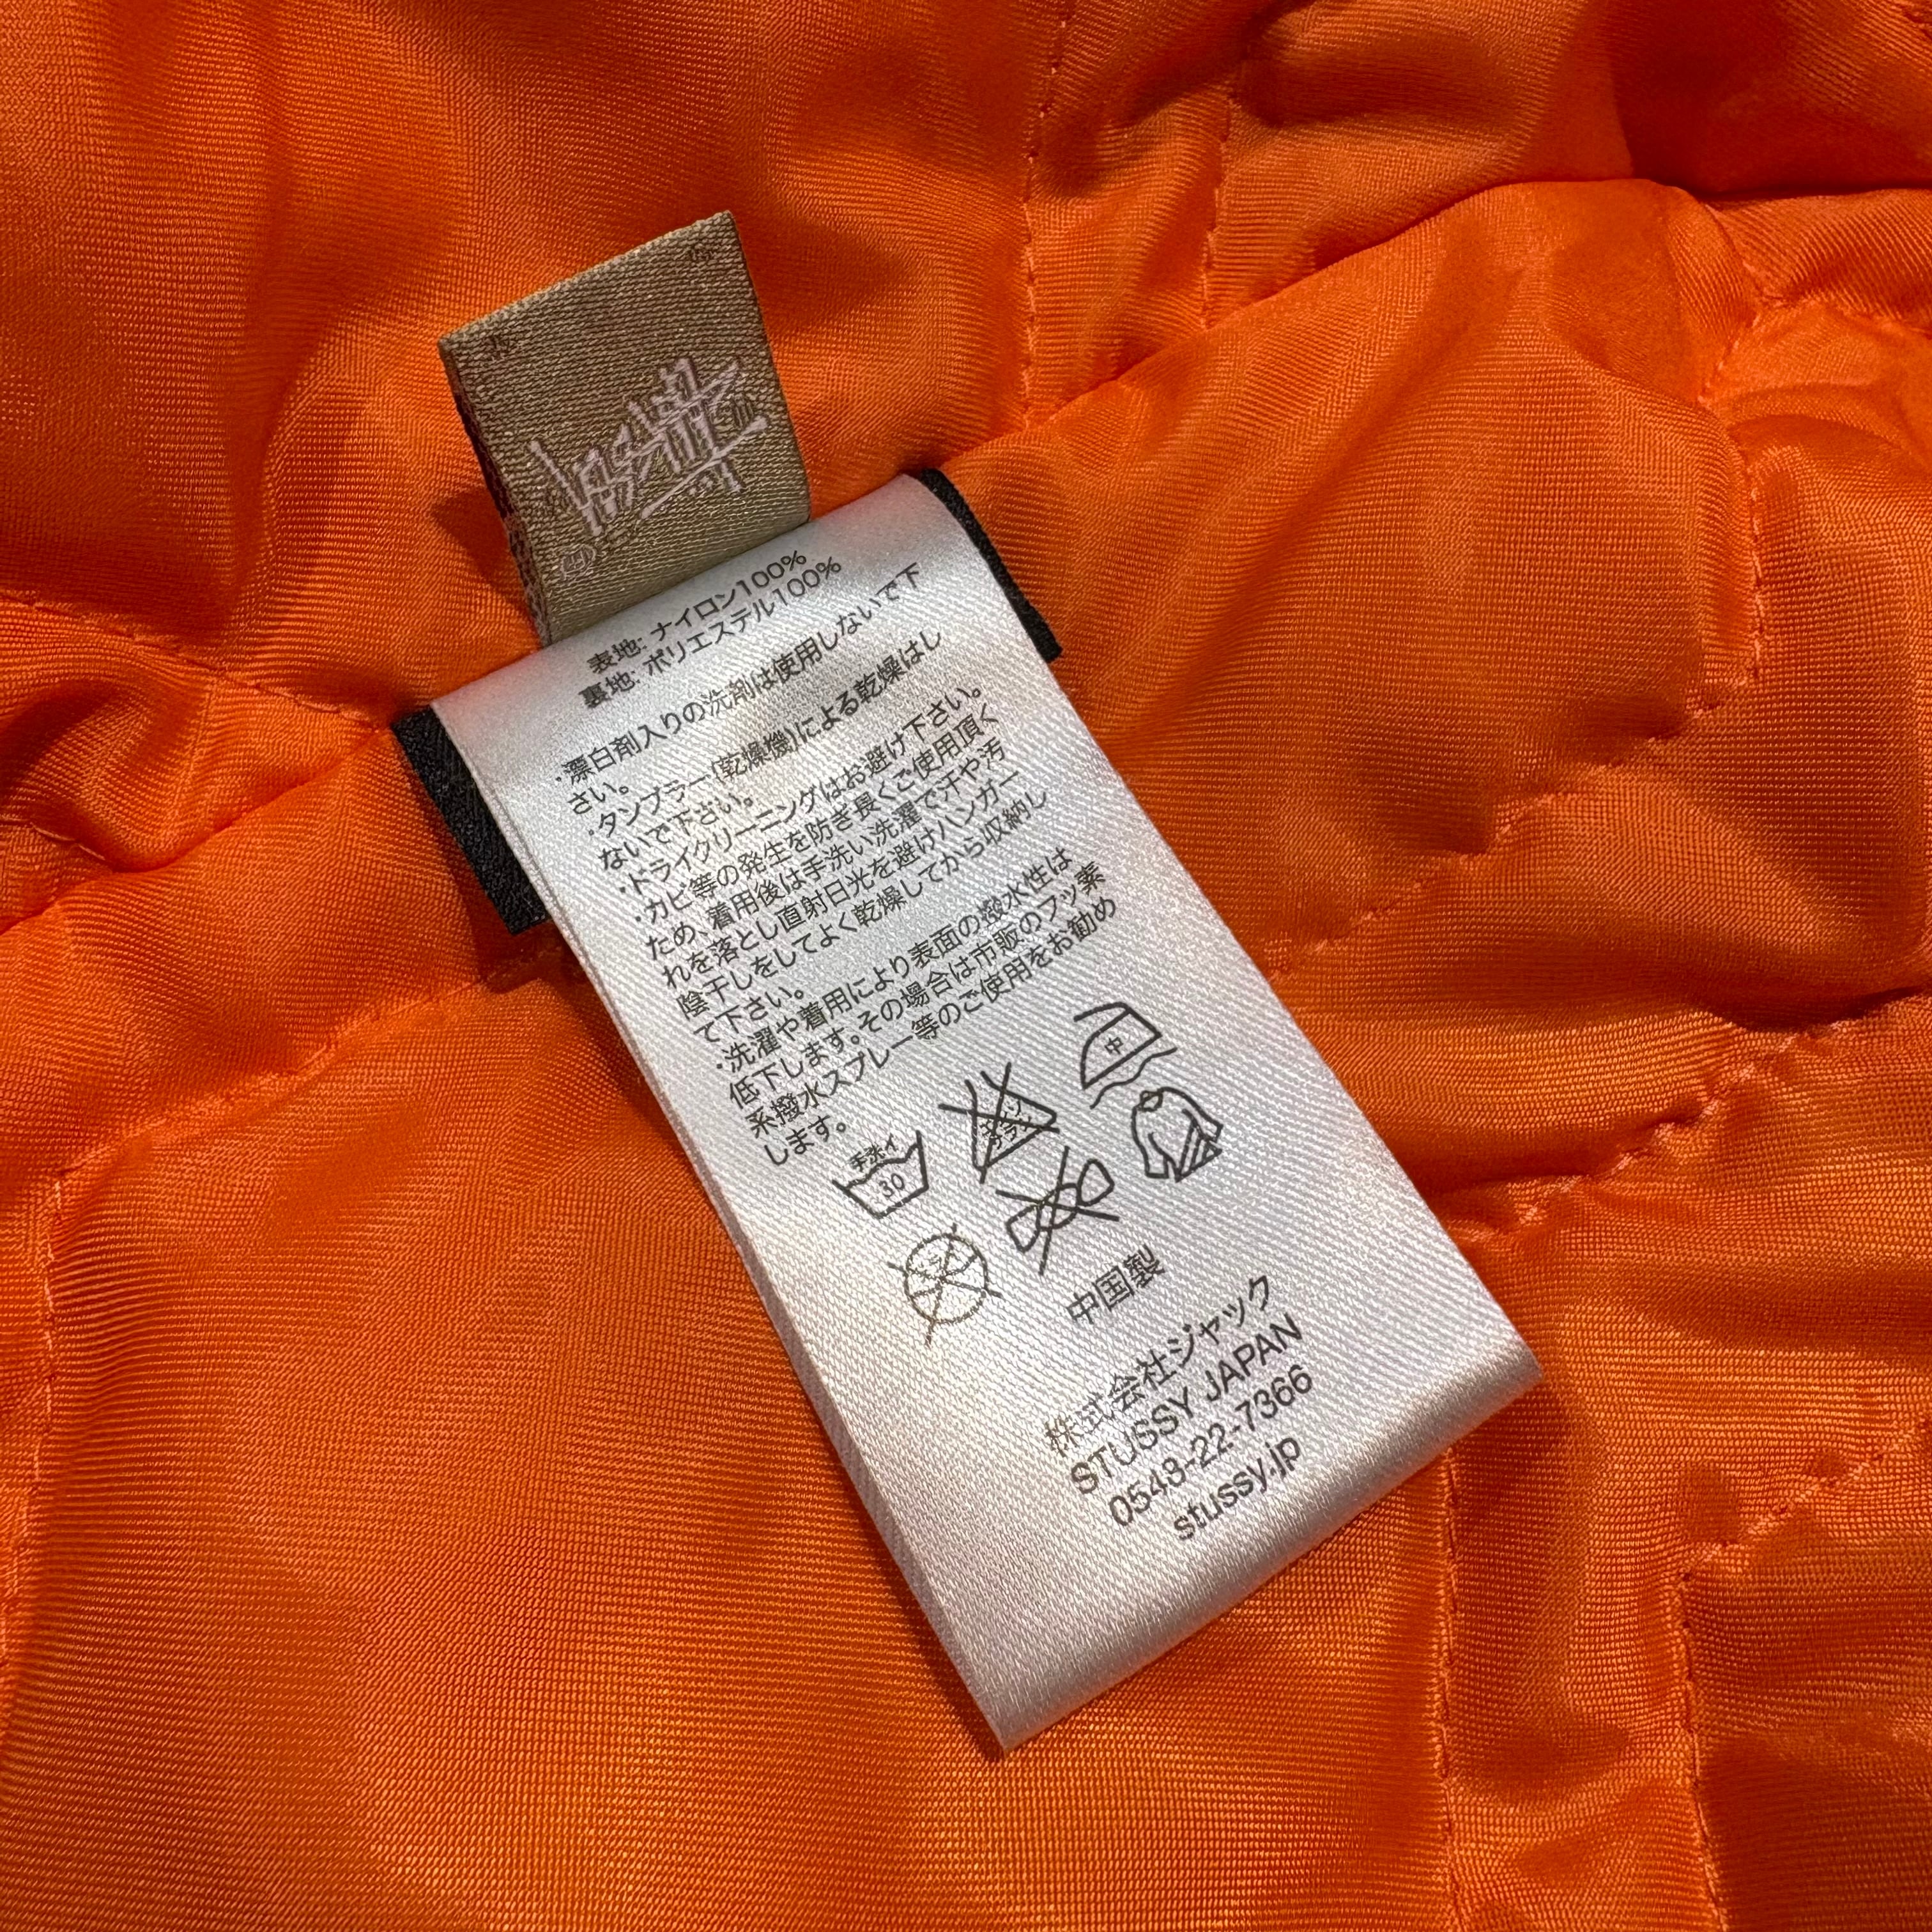 表地: ナイロン100%
裏地: ポリエステル100%
・漂白剤入りの洗剤は使用しないで下
さい。
・タンブラー(乾燥機)による乾燥はし
ないで下さい。
・ドライクリーニングはお避け下さい。
・カビ等の発生を防ぎ長くご使用頂く
ため、着用後は手洗い洗濯で汗や汚
れを落とし直射日光を避けハンガー
陰干しをしてよく乾燥してから収納し
て下さい。
・洗濯や着用により表面の撥水性は
低下します。その場合は市販のフッ素
系撥水スプレー等のご使用をお勧め
します。
手洗イ
30
中
中国製
株式会社ジャック
STUSSY JAPAN
0548-22-7366
stussy.jp